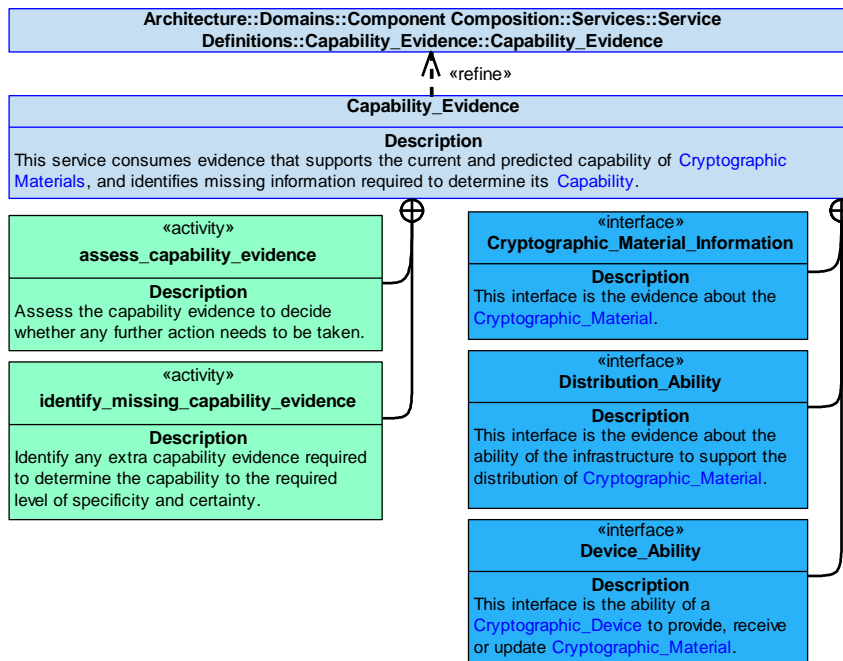 Architecture::Domains::Component Composition::Services::Service
Definitions::Capability_Evidence::Capability_Evidence
«refine»
Capability_Evidence
Description
This service consumes evidence that supports the current and predicted capability of Cryptographic
Materials, and identifies missing information required to determine its Capability.
«activity»
assess_capability_evidence
Description
Assess the capability evidence to decide
whether any further action needs to be taken.
«activity»
identify_missing_capability_evidence
Description
Identify any extra capability evidence required
to determine the capability to the required
level of specificity and certainty.
«interface»
Cryptographic_Material_Information
Description
This interface is the evidence about the
Cryptographic_Material.
«interface»
Distribution_Ability
Description
This interface is the evidence about the
ability of the infrastructure to support the
distribution of Cryptographic_Material.
«interface»
Device_Ability
Description
This interface is the ability of a
Cryptographic_Device to provide, receive
or update Cryptographic_Material.